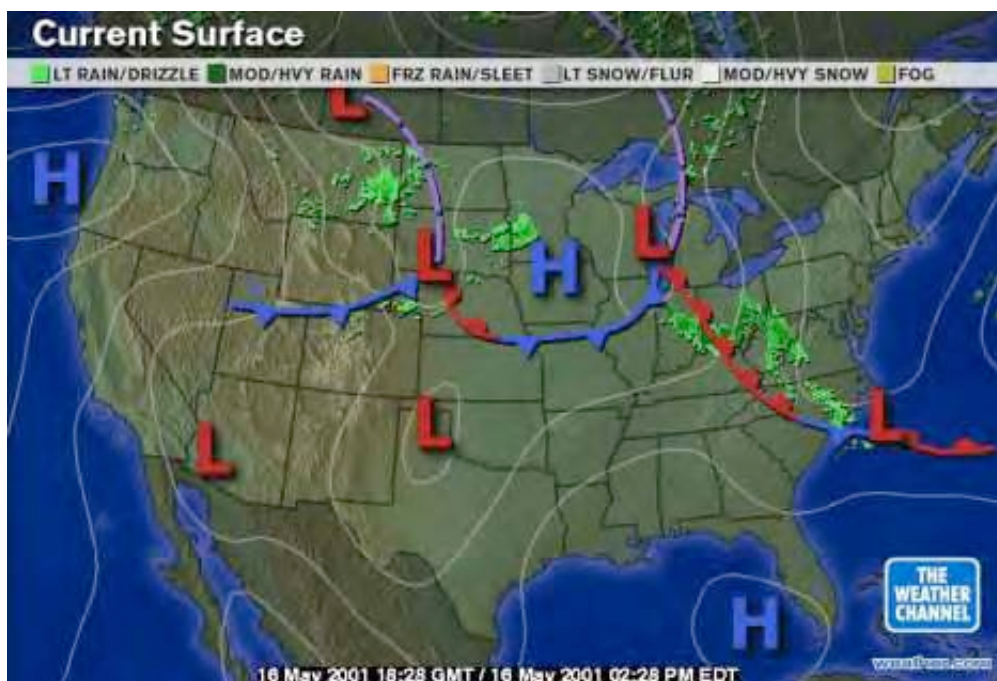 Current Surface
LT RAIN/DRIZZLE MOD/HVY RAIN FRZ RAIN/SLEET LT SNOW/FLUR MOD/HVY SNOW FOG
L
H
L
L
H
L
L
L
H
THE
WEATHER
CHANNEL
weather.com
16 May 2001 18:28 GMT / 16 May 2001 02:28 PM EDT